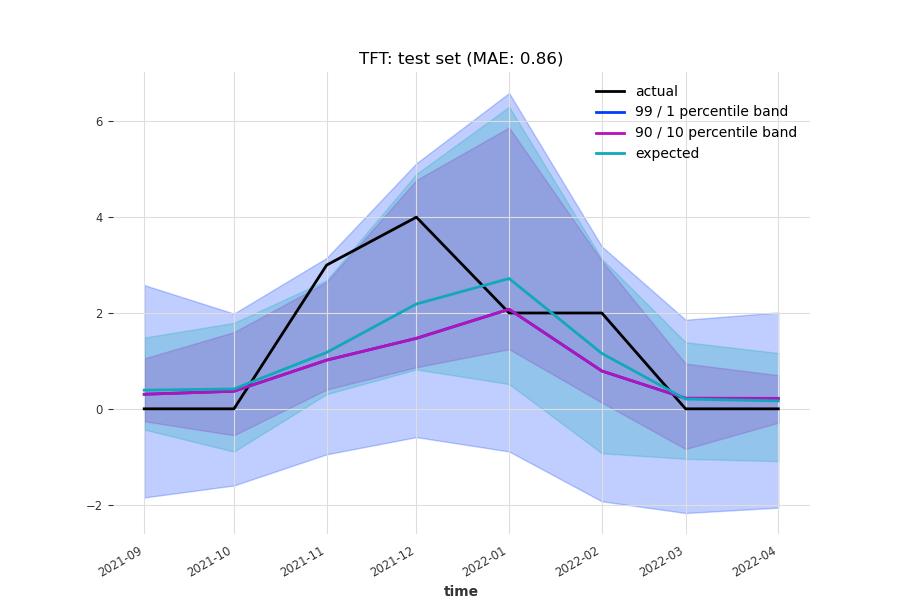 TFT: test set (MAE: 0.86)
actual
99 / 1 percentile band
90 / 10 percentile band
expected
6
4
2
0
−2
2021-09
2021-10
2021-11
2021-12
2022-01
2022-02
2022-03
2022-04
time